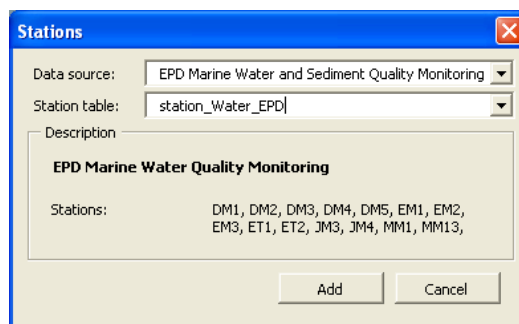 Stations
Data source: EPD Marine Water and Sediment Quality Monitoring
Station table: station_Water_EPD
Description
EPD Marine Water Quality Monitoring
Stations: DM1, DM2, DM3, DM4, DM5, EM1, EM2,
EM3, ET1, ET2, JM3, JM4, MM1, MM13,
Add Cancel